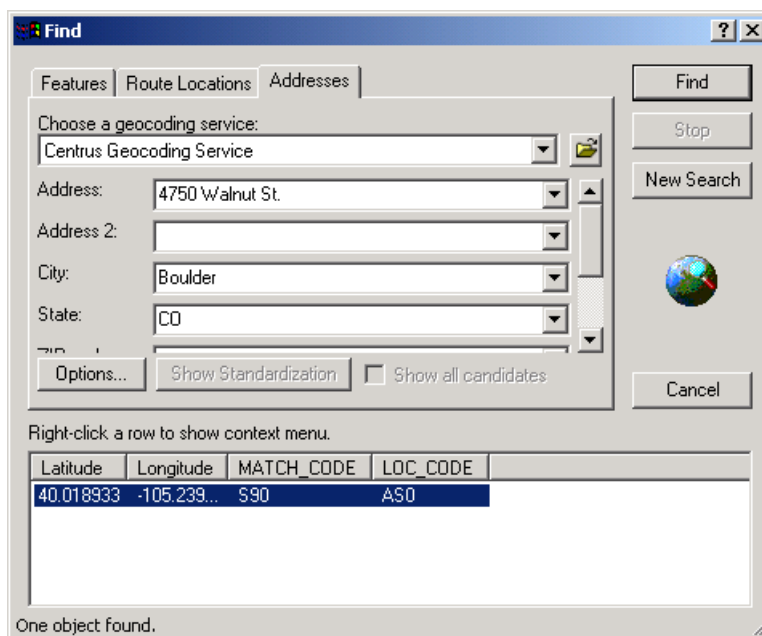 Find
Features Route Locations Addresses
Find
Choose a geocoding service:
Centrus Geocoding Service
Stop
Address: 4750 Walnut St.
New Search
Address 2:
City: Boulder
State: CO
Options... Show Standardization Show all candidates
Cancel
Right-click a row to show context menu.
Latitude Longitude MATCH_CODE LOC_CODE
40.018933 -105.239... S90 AS0
One object found.